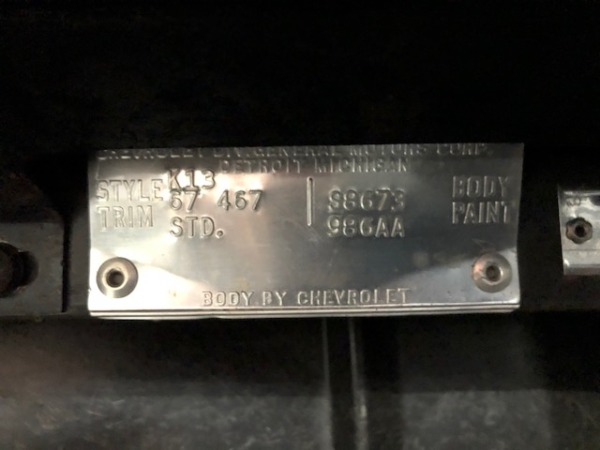 CHEVROLET DIV. GENERAL MOTORS CORP.
DETROIT MICHIGAN
K13
STYLE 67 467 S8673 BODY
TRIM STD. 986AA PAINT
BODY BY CHEVROLET